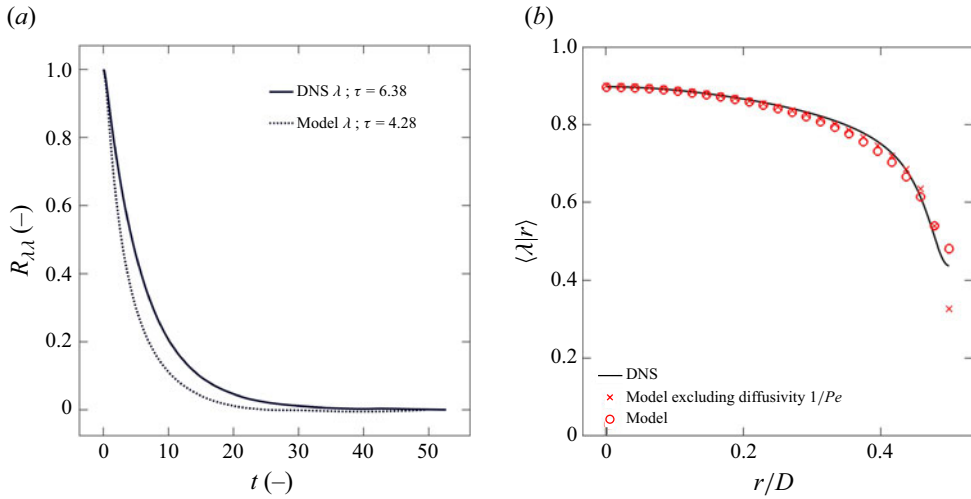 (a)
1.0
0.8
0.6
0.4
0.2
0
R_λλ (–)
DNS λ ; τ = 6.38
Model λ ; τ = 4.28
0 10 20 30 40 50
t (–)
(b)
1.0
0.8
0.6
0.4
0.2
0
⟨λ|r⟩
DNS
Model excluding diffusivity 1/Pe
Model
0 0.2 0.4
r/D